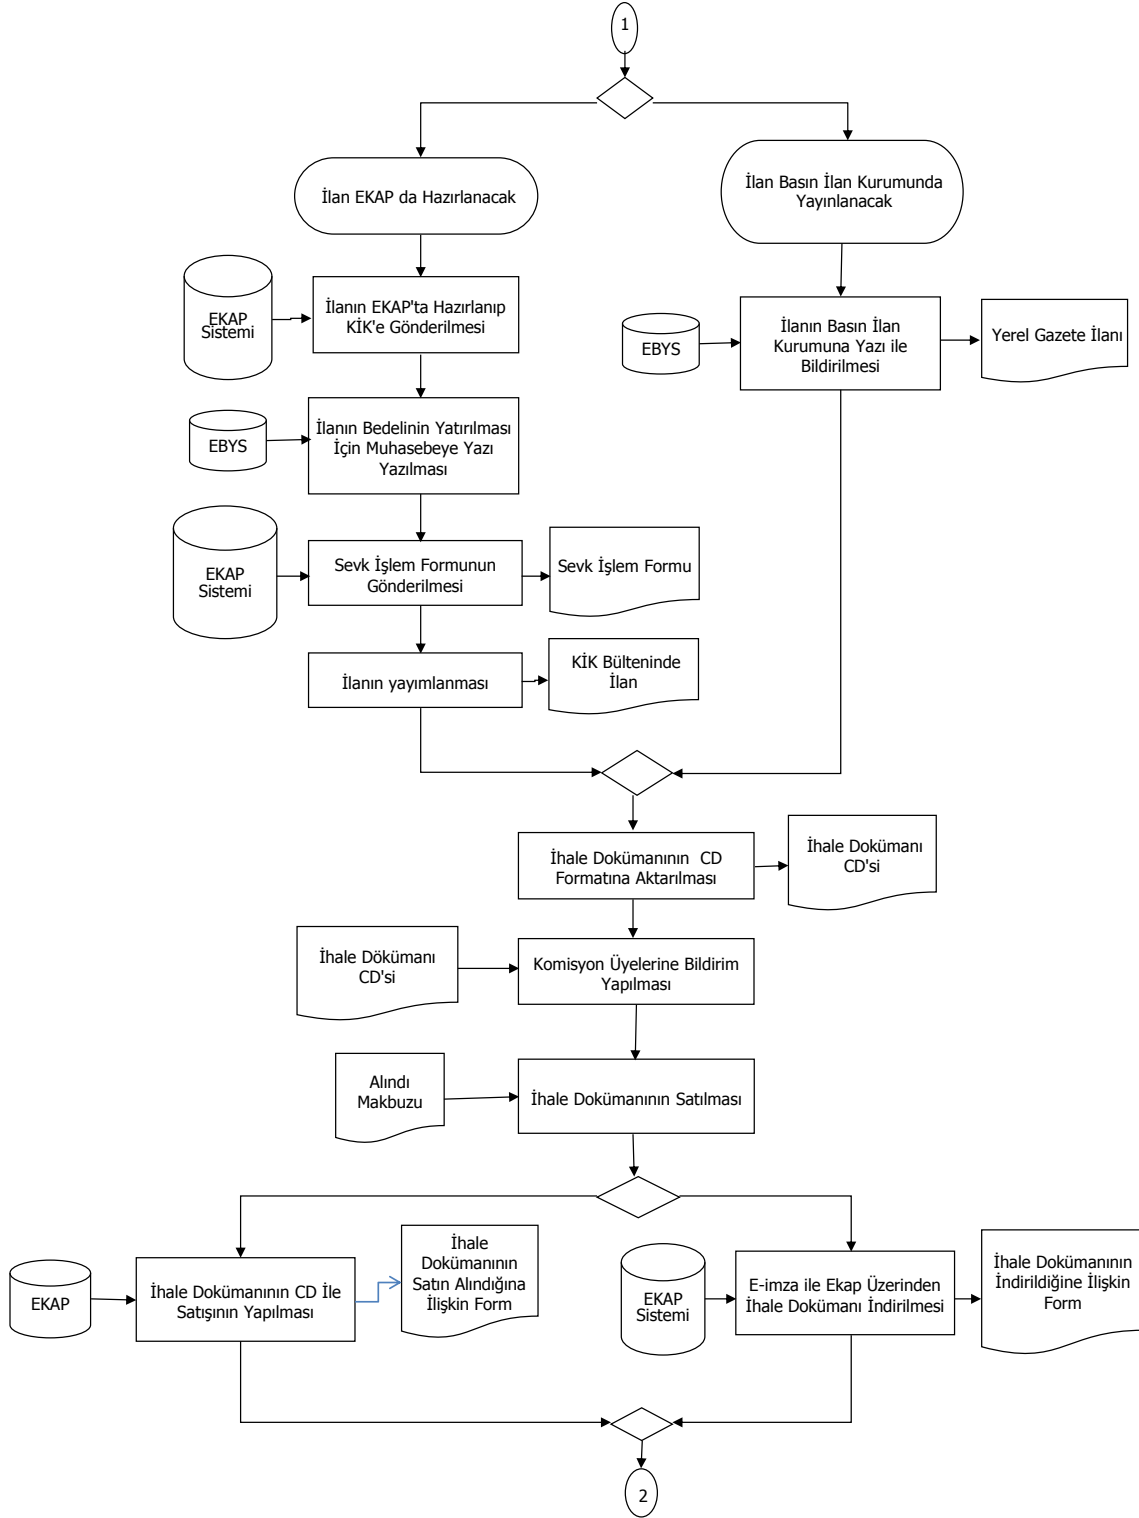 1
İlan EKAP da Hazırlanacak
İlan Basın İlan Kurumunda
Yayınlanacak
EKAP
Sistemi
İlanın EKAP'ta Hazırlanıp
KİK'e Gönderilmesi
EBYS
İlanın Basın İlan
Kurumuna Yazı ile
Bildirilmesi
Yerel Gazete İlanı
EBYS
İlanın Bedelinin Yatırılması
İçin Muhasebeye Yazı
Yazılması
EKAP
Sistemi
Sevk İşlem Formunun
Gönderilmesi
Sevk İşlem Formu
İlanın yayımlanması
KİK Bülteninde
İlan
İhale Dokümanının  CD
Formatına Aktarılması
İhale Dokümanı
CD'si
İhale Dökümanı
CD'si
Komisyon Üyelerine Bildirim
Yapılması
Alındı
Makbuzu
İhale Dokümanının Satılması
EKAP
İhale Dokümanının CD İle
Satışının Yapılması
İhale
Dokümanının
Satın Alındığına
İlişkin Form
EKAP
Sistemi
E-imza ile Ekap Üzerinden
İhale Dokümanı İndirilmesi
İhale Dokümanının
İndirildiğine İlişkin
Form
2